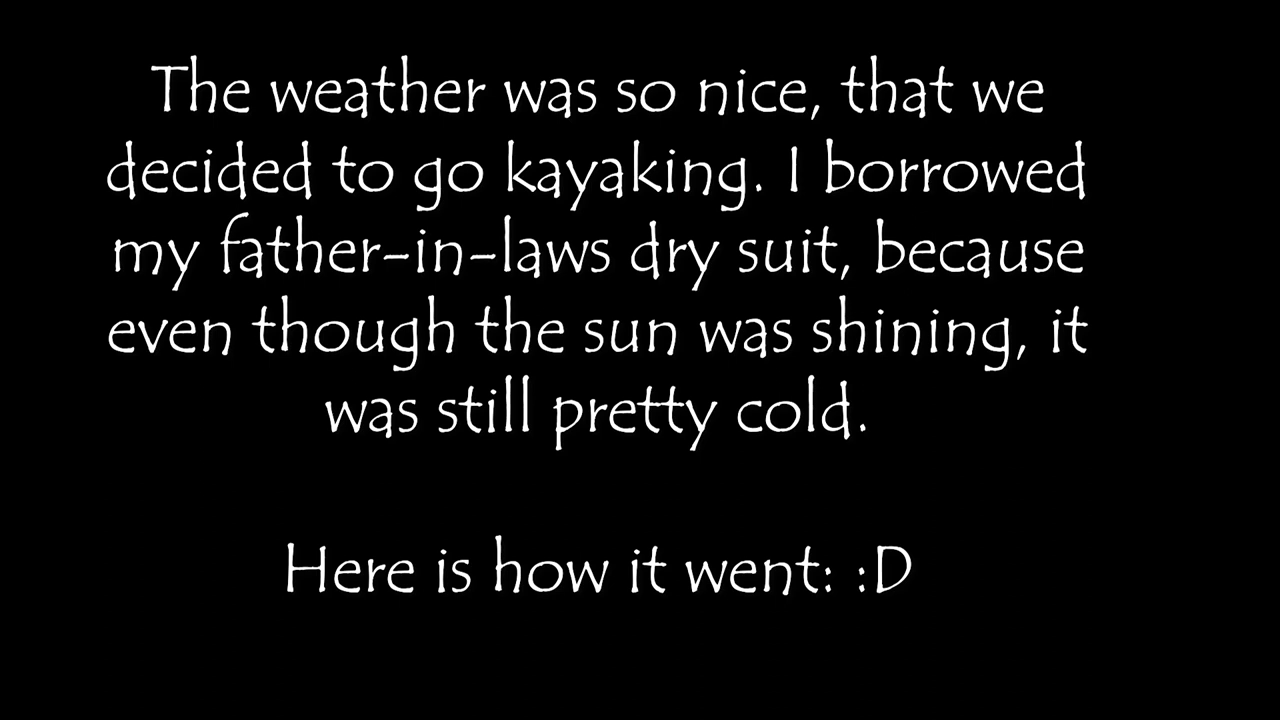 The weather was so nice, that we
decided to go kayaking. I borrowed
my father-in-laws dry suit, because
even though the sun was shining, it
was still pretty cold.
Here is how it went: :D